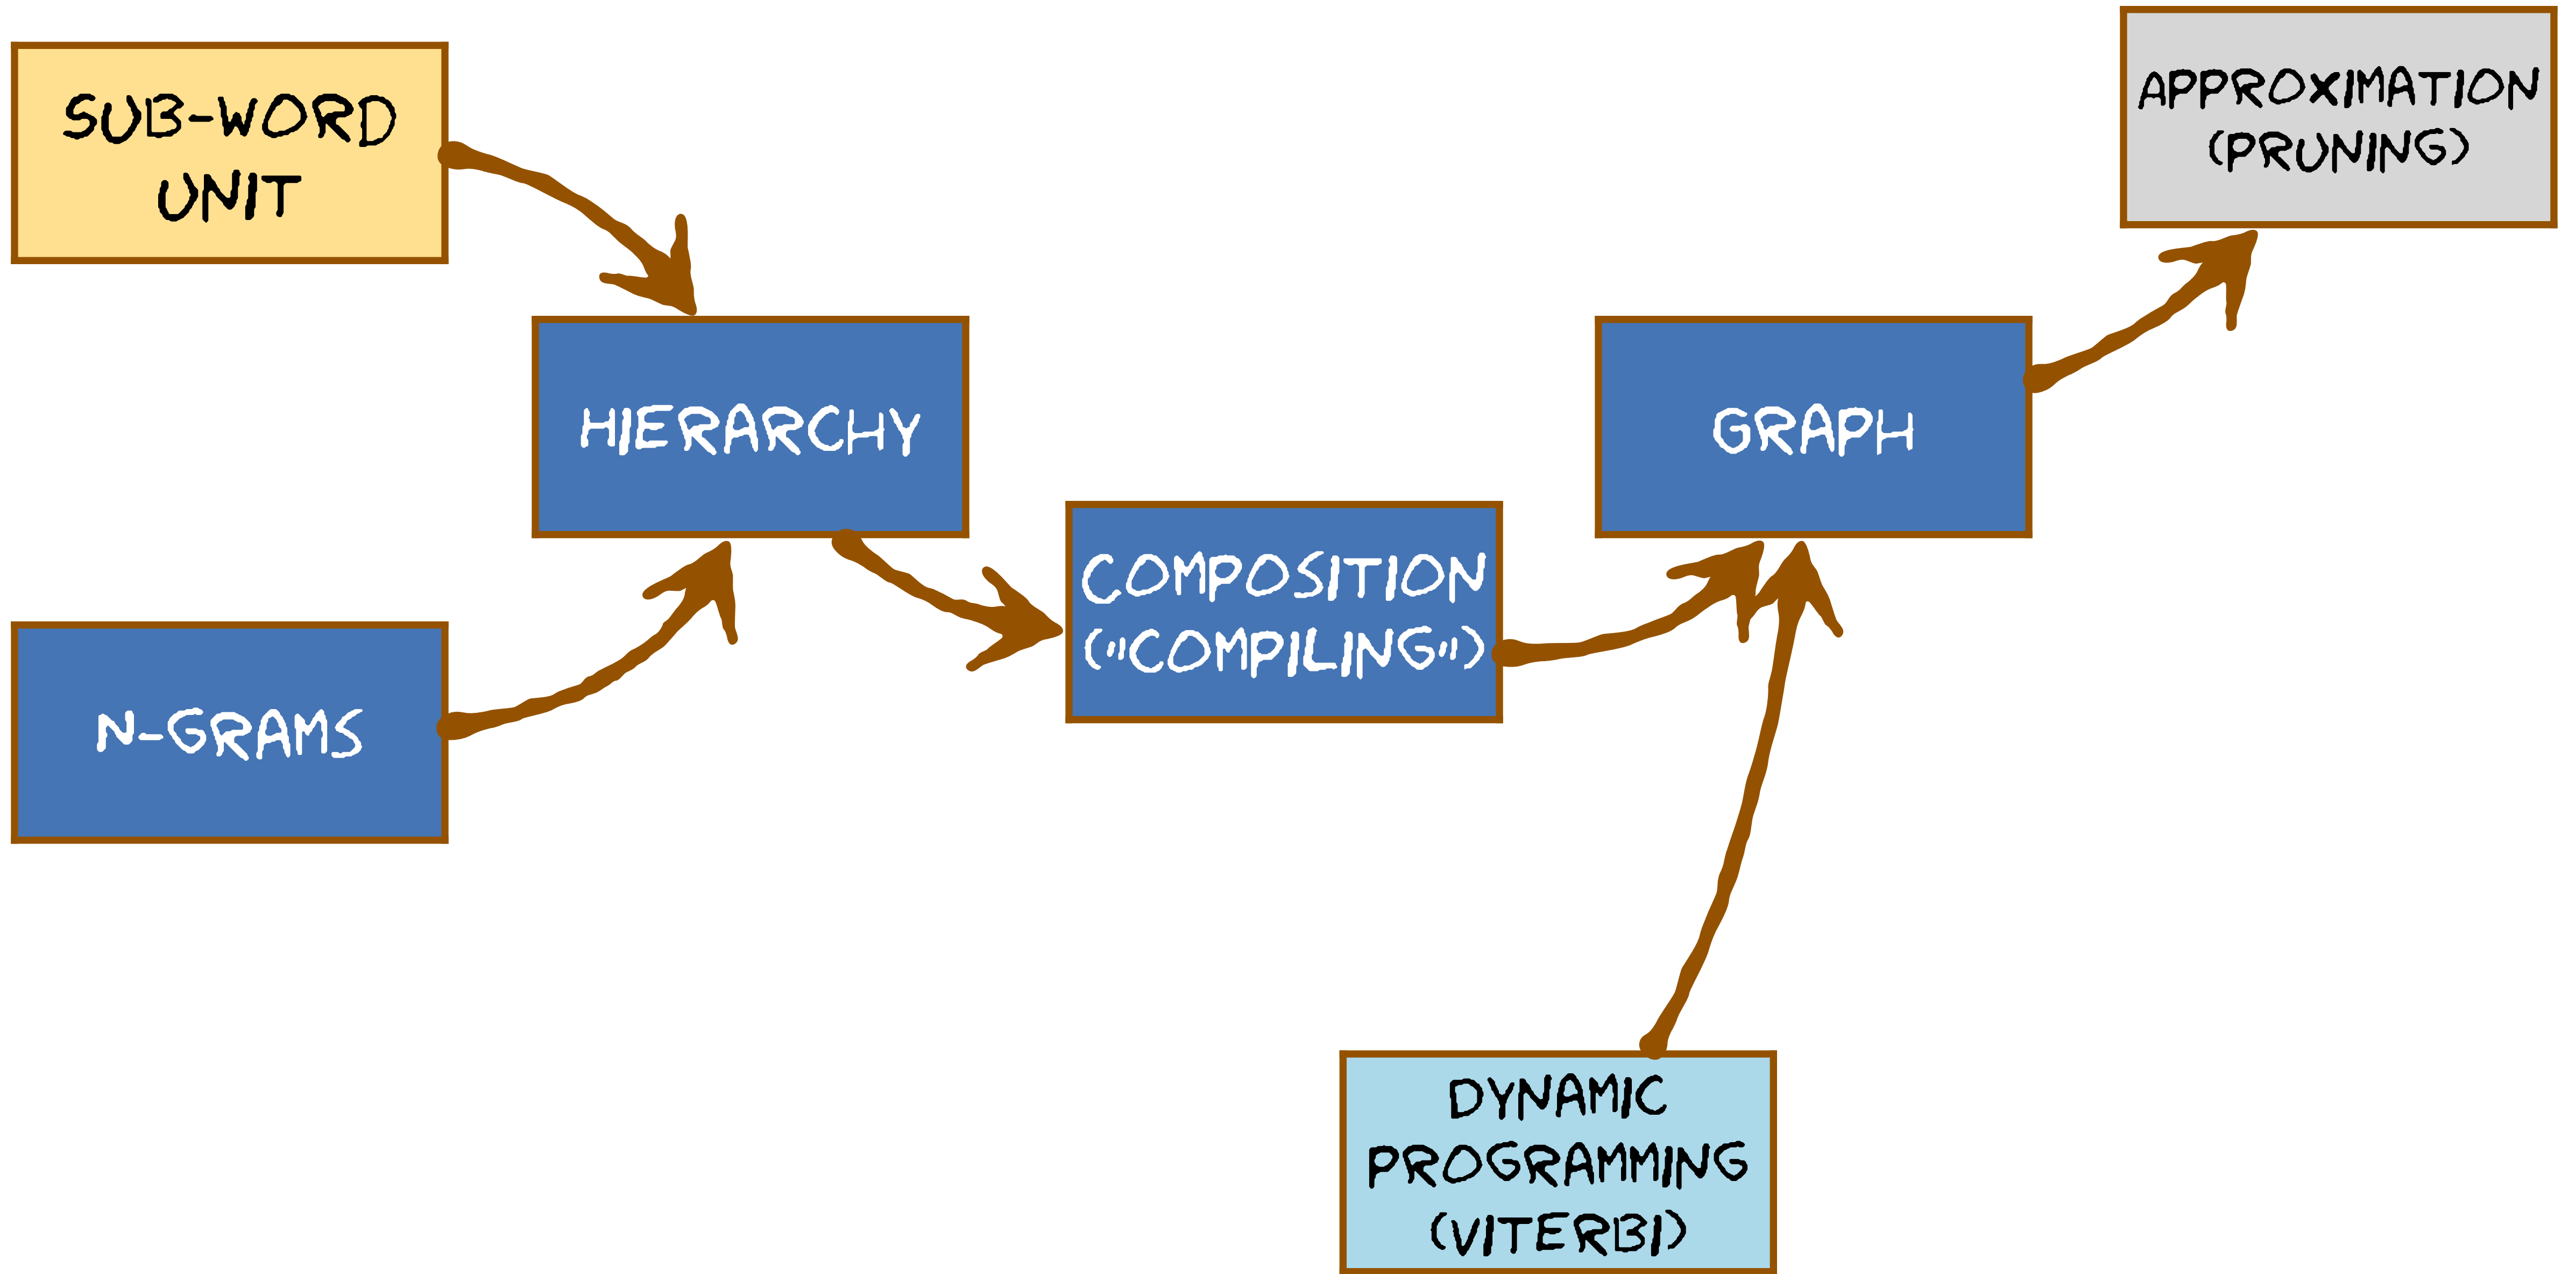 SUB-WORD
UNIT
APPROXIMATION
(PRUNING)
HIERARCHY
GRAPH
COMPOSITION
("COMPILING")
N-GRAMS
DYNAMIC
PROGRAMMING
(VITERBI)